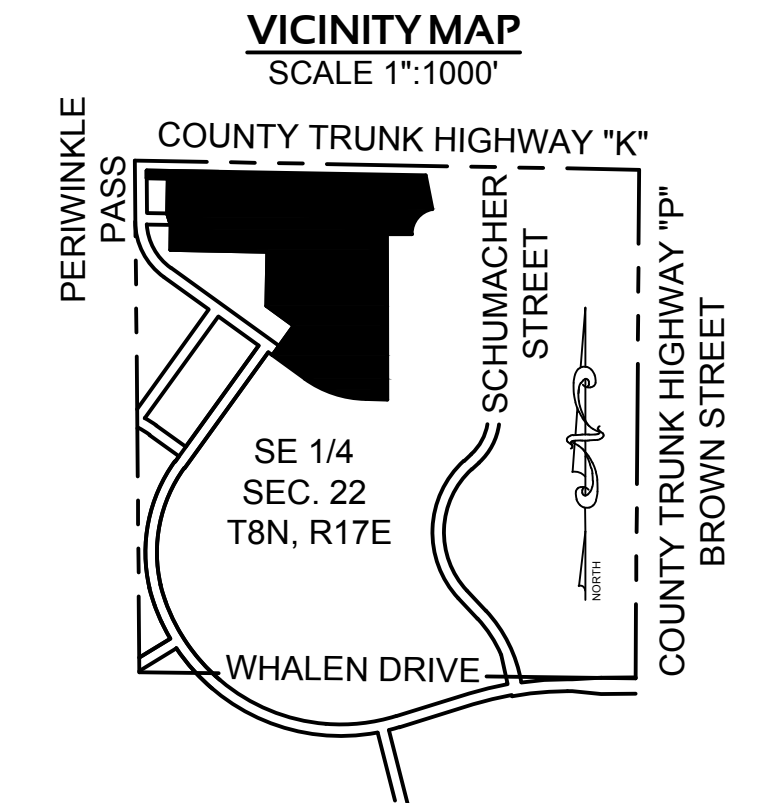 VICINITY MAP
SCALE 1":1000'
COUNTY TRUNK HIGHWAY "K"
PERIWINKLE
PASS
SCHUMACHER
STREET
COUNTY TRUNK HIGHWAY "P"
BROWN STREET
SE 1/4
SEC. 22
T8N, R17E
NORTH
WHALEN DRIVE